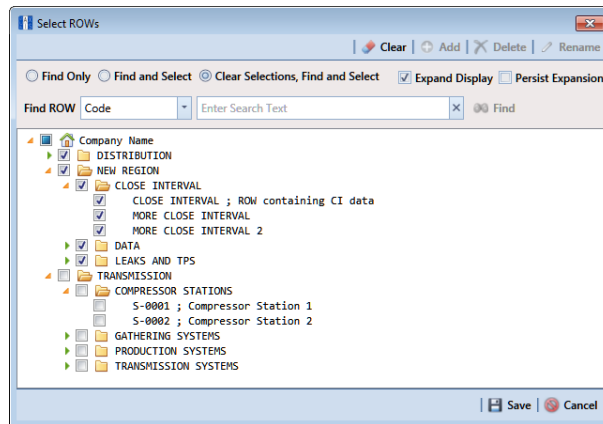 Select ROWs
Clear Add Delete Rename
Find Only Find and Select Clear Selections, Find and Select Expand Display Persist Expansion
Find ROW Code Enter Search Text Find
Company Name
DISTRIBUTION
NEW REGION
CLOSE INTERVAL
CLOSE INTERVAL ; ROW containing CI data
MORE CLOSE INTERVAL
MORE CLOSE INTERVAL 2
DATA
LEAKS AND TPS
TRANSMISSION
COMPRESSOR STATIONS
S-0001 ; Compressor Station 1
S-0002 ; Compressor Station 2
GATHERING SYSTEMS
PRODUCTION SYSTEMS
TRANSMISSION SYSTEMS
Save Cancel